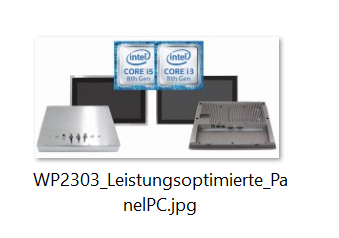 intel intel
CORE i5 CORE i3
8th Gen 8th Gen
WP2303_Leistungsoptimierte_Pa
nelPC.jpg